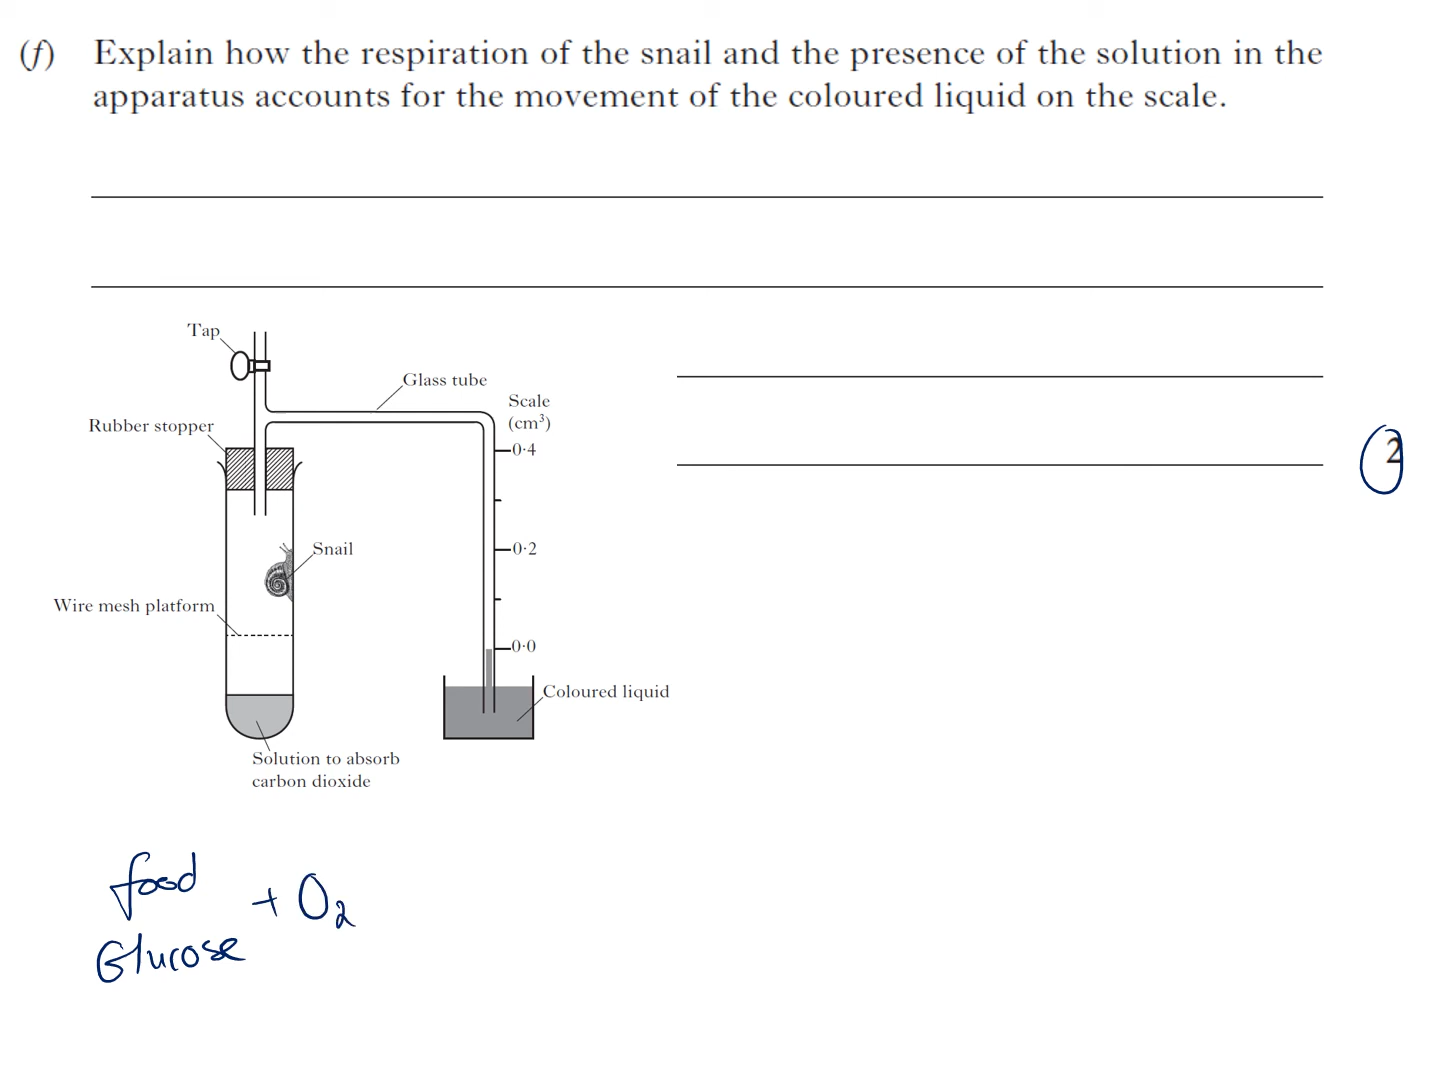 (f) Explain how the respiration of the snail and the presence of the solution in the
apparatus accounts for the movement of the coloured liquid on the scale.
Tap
Glass tube
Scale
(cm³)
Rubber stopper
0·4
2
Snail
0·2
Wire mesh platform
0·0
Coloured liquid
Solution to absorb
carbon dioxide
food
+ O₂
Glucose